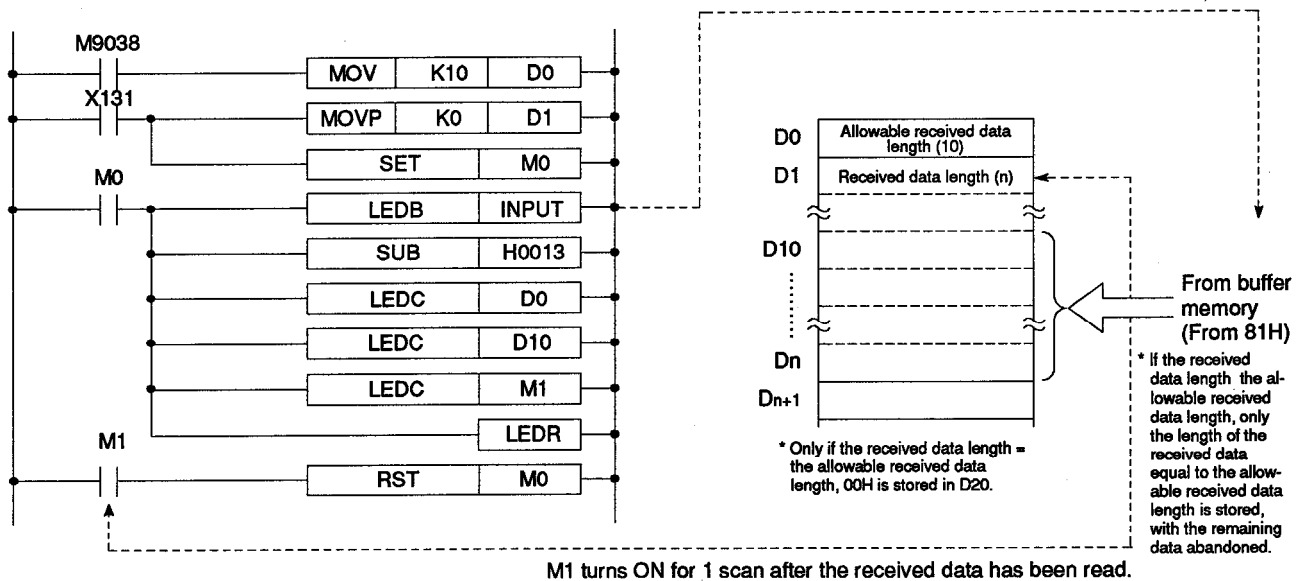 M9038
MOV K10 D0
X131
MOVP K0 D1
SET M0
M0
LEDB INPUT
SUB H0013
LEDC D0
LEDC D10
LEDC M1
LEDR
M1
RST M0
D0
Allowable received data
length (10)
D1
Received data length (n)
D10
Dn
Dn+1
* Only if the received data length =
the allowable received data
length, 00H is stored in D20.
From buffer
memory
(From 81H)
* If the received
data length the al-
lowable received
data length, only
the length of the
received data
equal to the allow-
able received data
length is stored,
with the remaining
data abandoned.
M1 turns ON for 1 scan after the received data has been read.